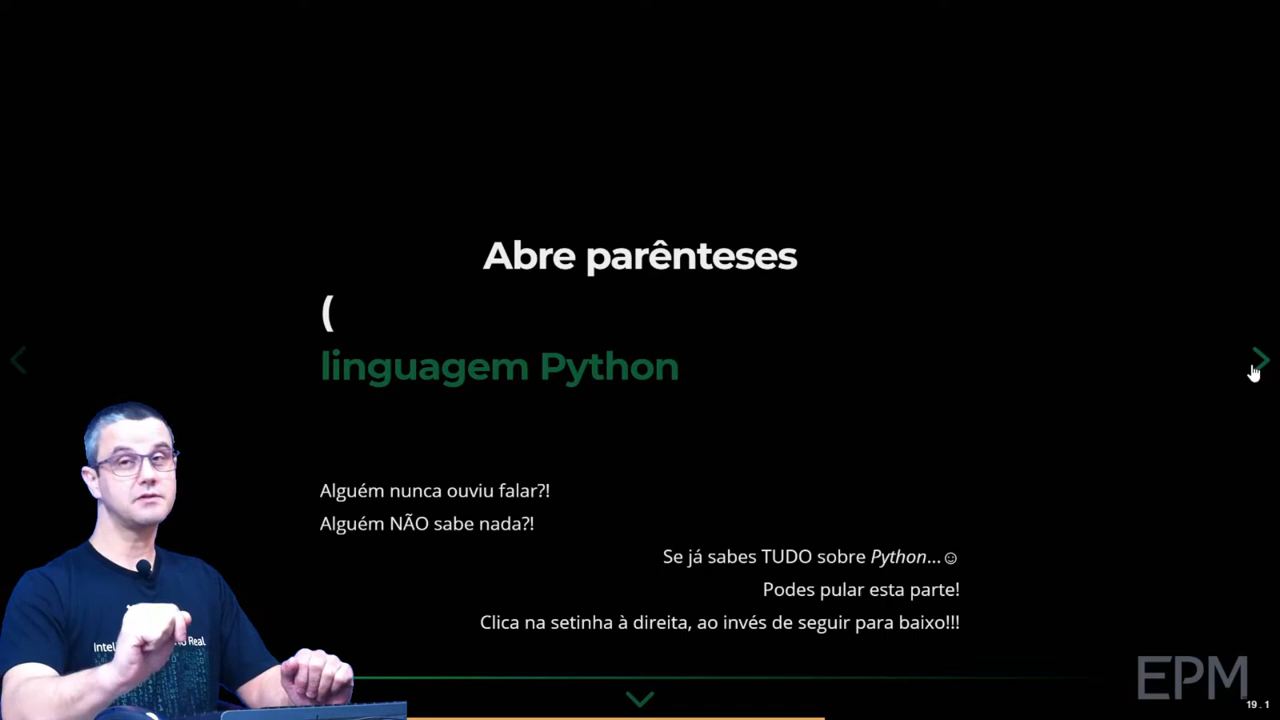 Abre parênteses
(
linguagem Python
Alguém nunca ouviu falar?!
Alguém NÃO sabe nada?!
Se já sabes TUDO sobre Python...☺
Podes pular esta parte!
Clica na setinha à direita, ao invés de seguir para baixo!!!
Real
EPM
19.1